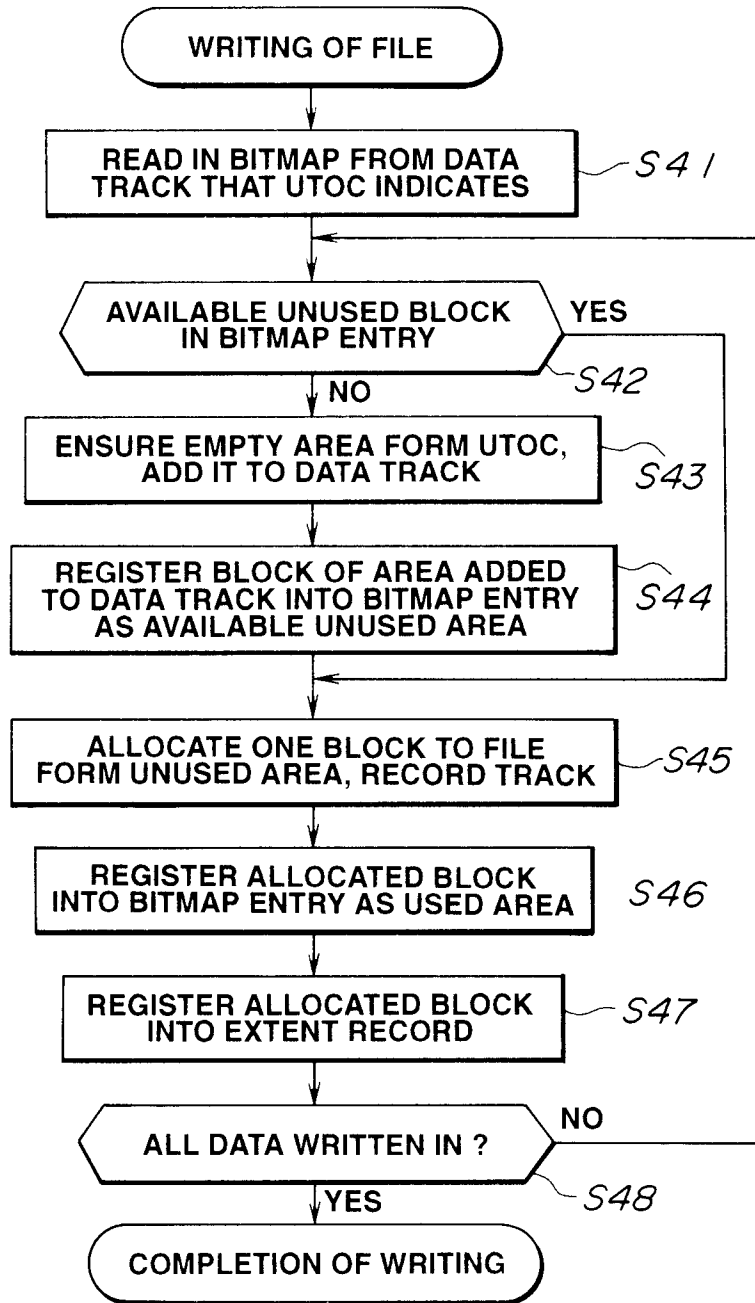 WRITING OF FILE
READ IN BITMAP FROM DATA
TRACK THAT UTOC INDICATES
S41
AVAILABLE UNUSED BLOCK
IN BITMAP ENTRY
YES
S42
NO
ENSURE EMPTY AREA FORM UTOC,
ADD IT TO DATA TRACK
S43
REGISTER BLOCK OF AREA ADDED
TO DATA TRACK INTO BITMAP ENTRY
AS AVAILABLE UNUSED AREA
S44
ALLOCATE ONE BLOCK TO FILE
FORM UNUSED AREA, RECORD TRACK
S45
REGISTER ALLOCATED BLOCK
INTO BITMAP ENTRY AS USED AREA
S46
REGISTER ALLOCATED BLOCK
INTO EXTENT RECORD
S47
ALL DATA WRITTEN IN ?
NO
S48
YES
COMPLETION OF WRITING